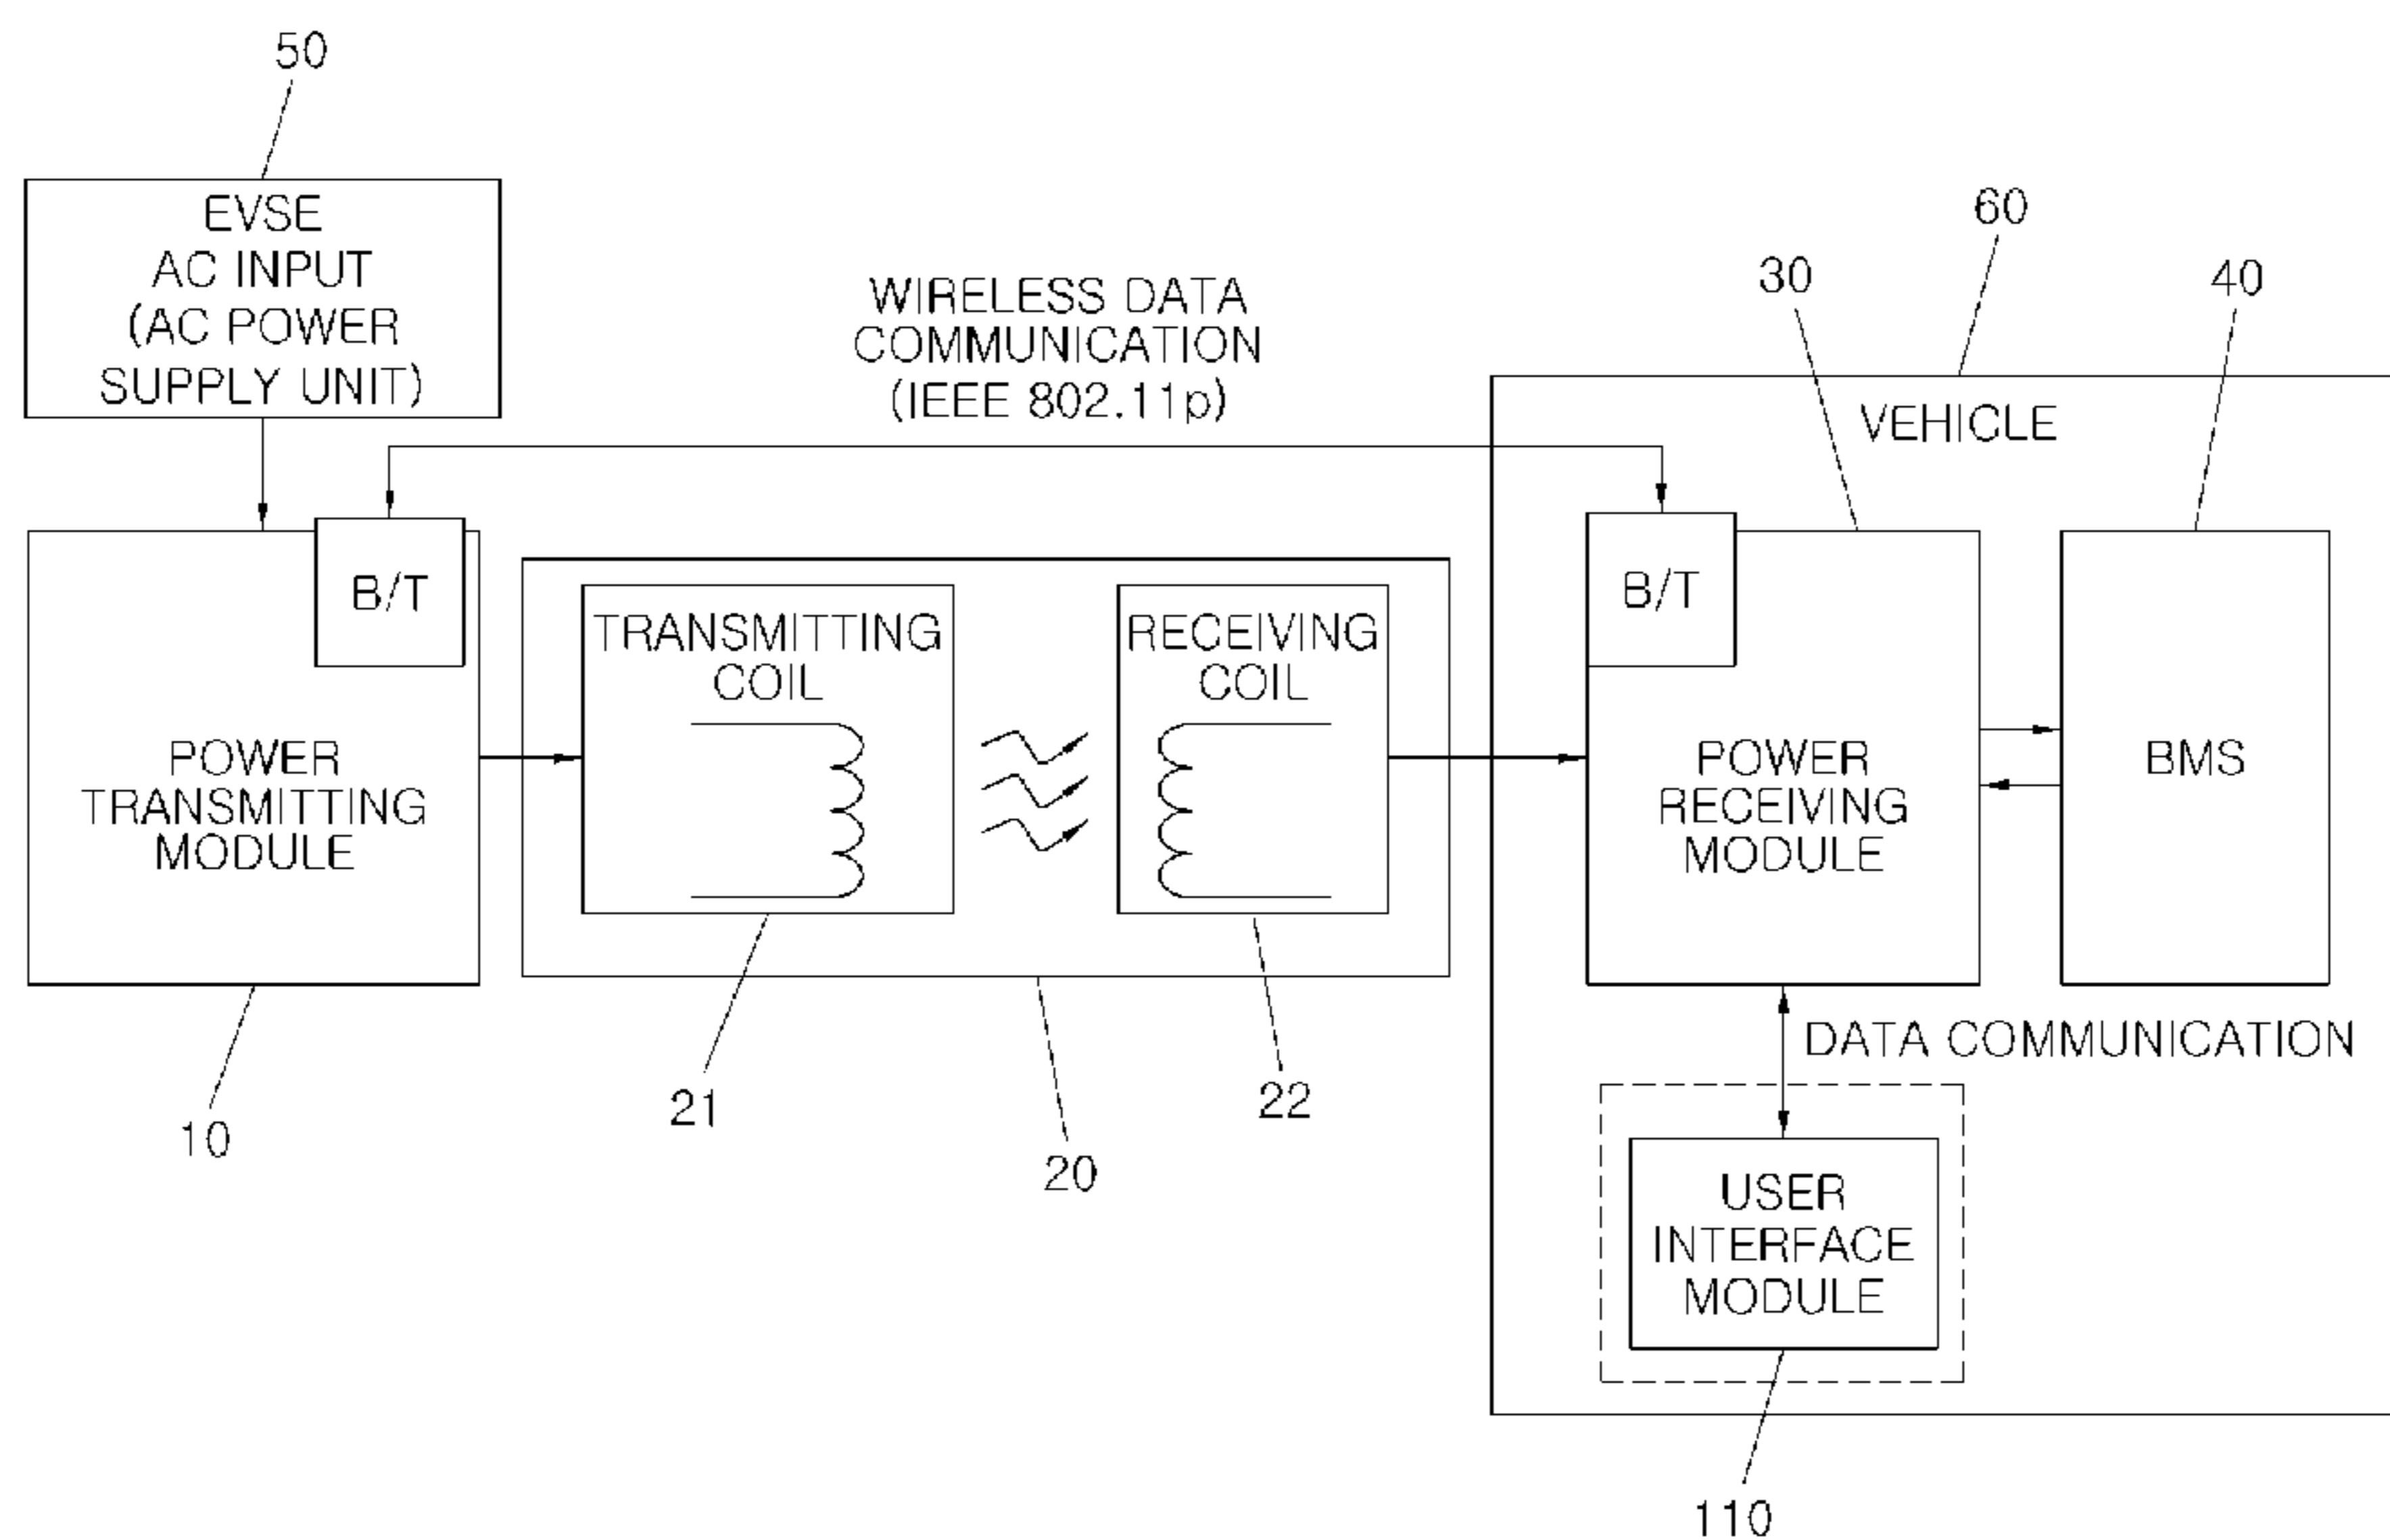 50
EVSE
AC INPUT
(AC POWER
SUPPLY UNIT)
WIRELESS DATA
COMMUNICATION
(IEEE 802.11p)
60
30
40
VEHICLE
B/T
POWER
TRANSMITTING
MODULE
TRANSMITTING
COIL
RECEIVING
COIL
B/T
POWER
RECEIVING
MODULE
BMS
10
21
20
22
DATA COMMUNICATION
USER
INTERFACE
MODULE
110